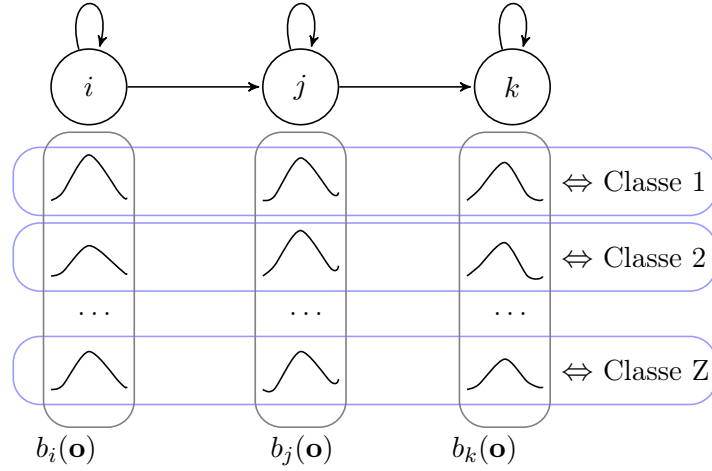 i j k
⇔ Classe 1
⇔ Classe 2
... ... ...
⇔ Classe Z
b_i(o) b_j(o) b_k(o)